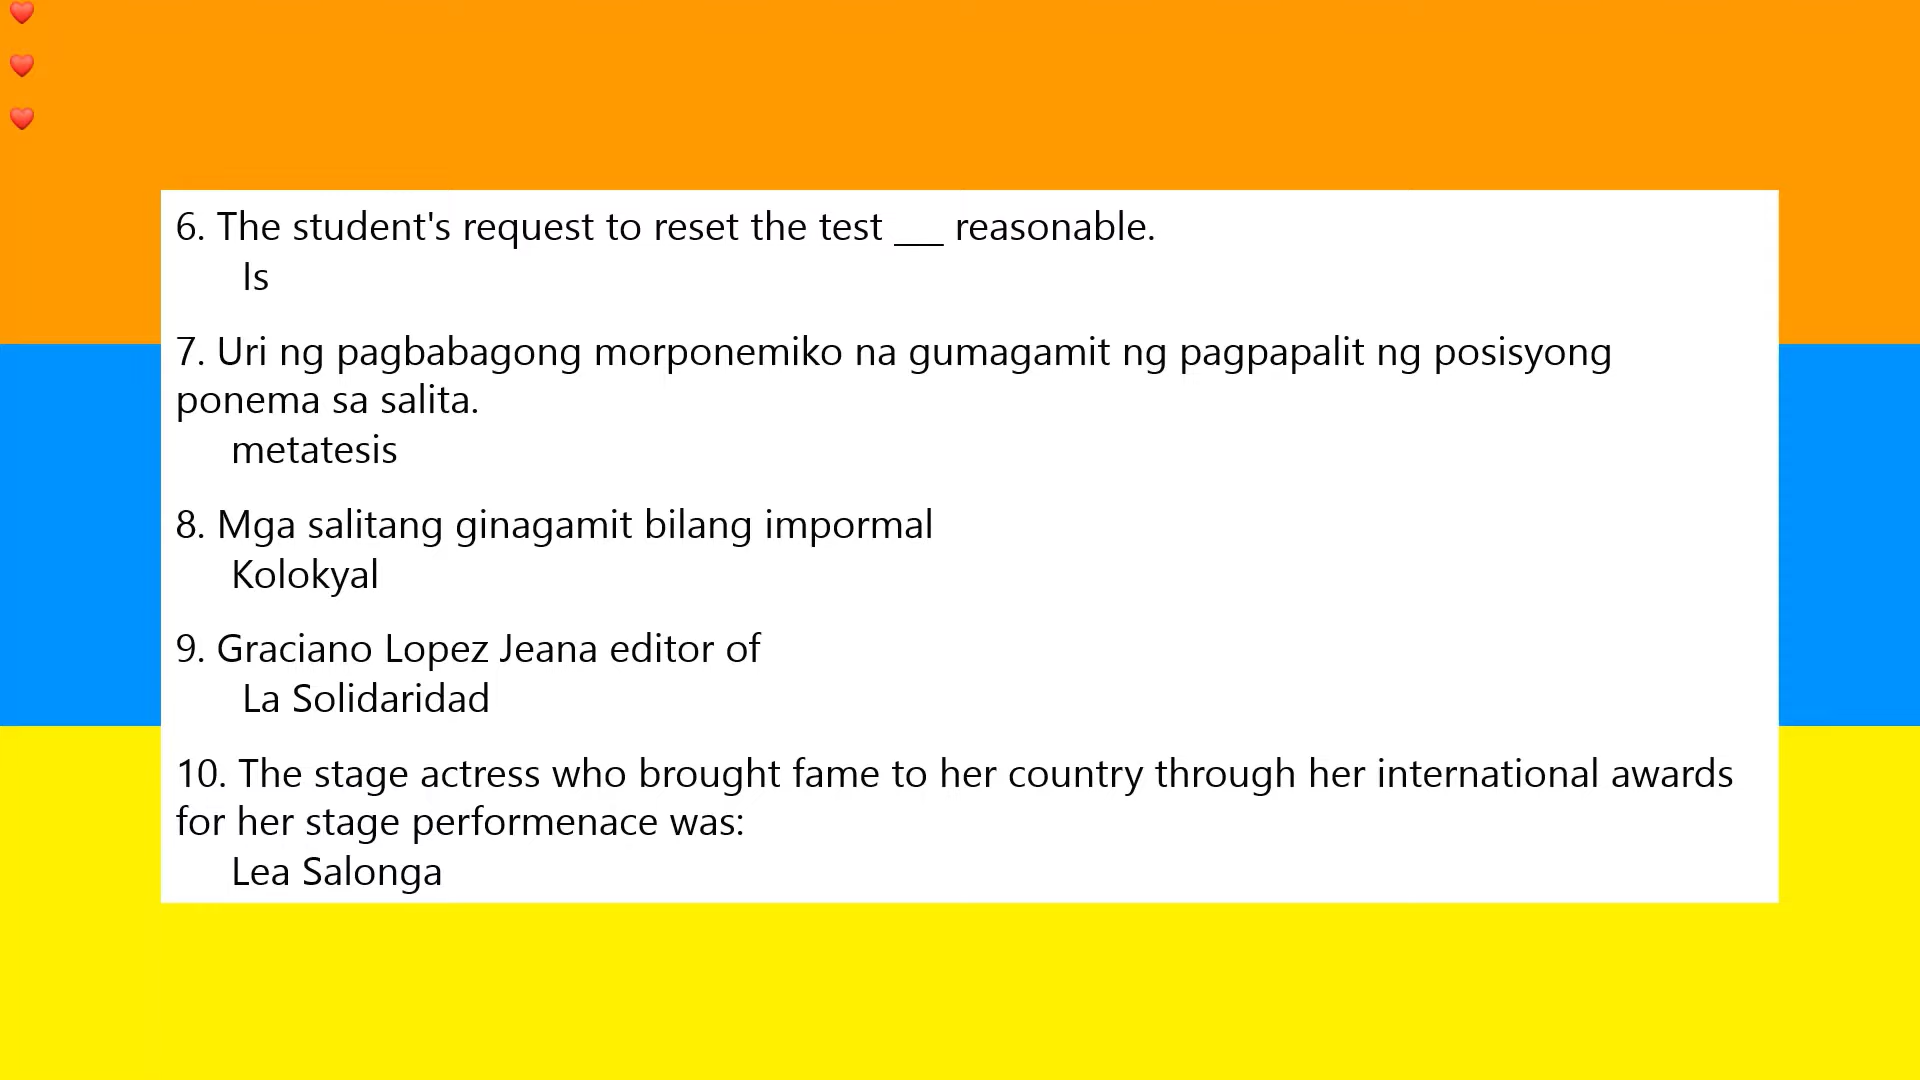 6. The student's request to reset the test ___ reasonable.
Is
7. Uri ng pagbabagong morponemiko na gumagamit ng pagpapalit ng posisyong
ponema sa salita.
metatesis
8. Mga salitang ginagamit bilang impormal
Kolokyal
9. Graciano Lopez Jeana editor of
La Solidaridad
10. The stage actress who brought fame to her country through her international awards
for her stage performenace was:
Lea Salonga